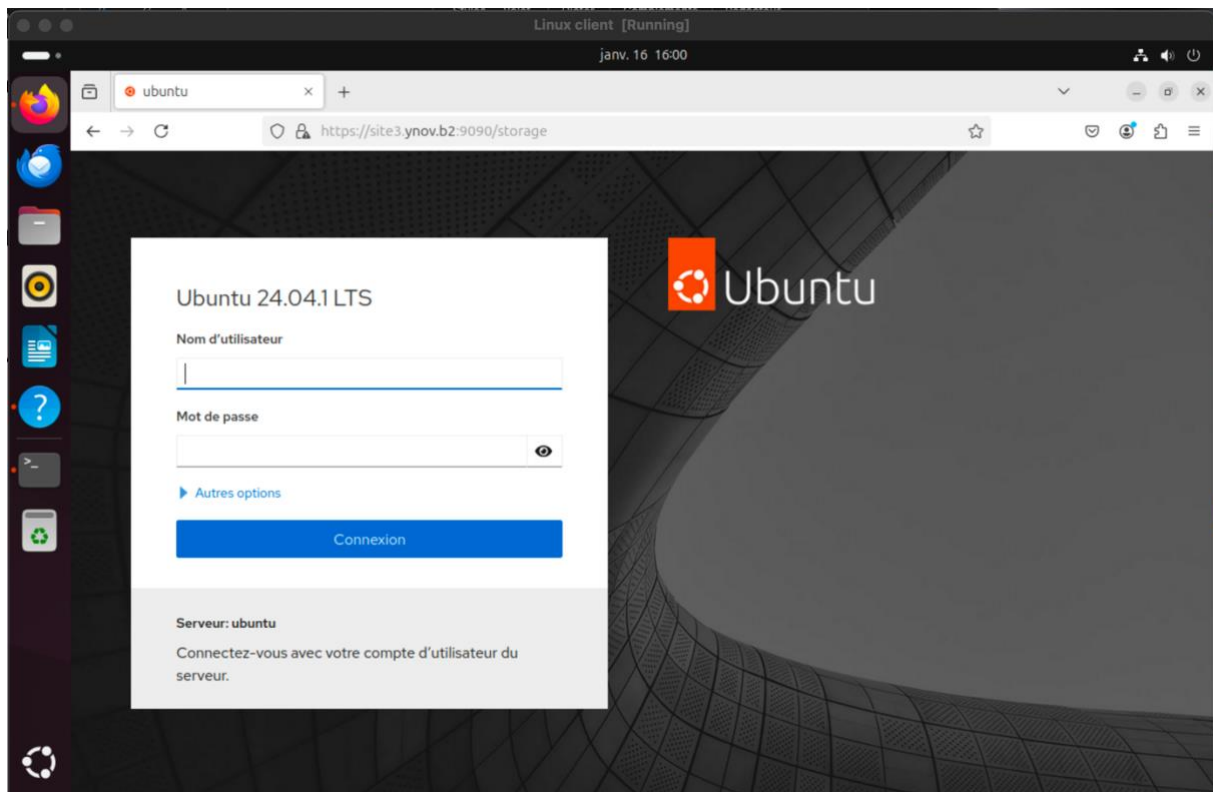 Linux client [Running]
janv. 16 16:00
ubuntu
https://site3.ynov.b2:9090/storage
Ubuntu 24.04.1 LTS
Ubuntu
Nom d'utilisateur
Mot de passe
Autres options
Connexion
Serveur: ubuntu
Connectez-vous avec votre compte d'utilisateur du
serveur.